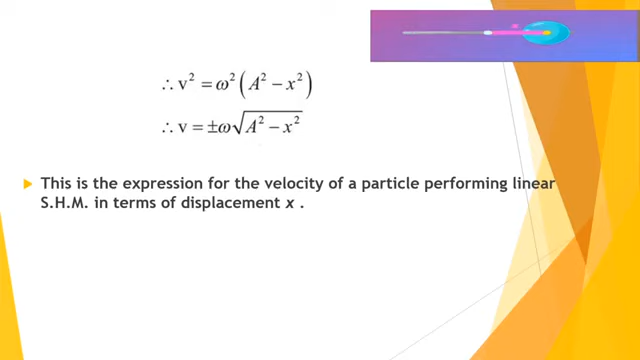 ∴ v² = ω² (A² − x²)
∴ v = ±ω√(A² − x²)
This is the expression for the velocity of a particle performing linear
S.H.M. in terms of displacement x .